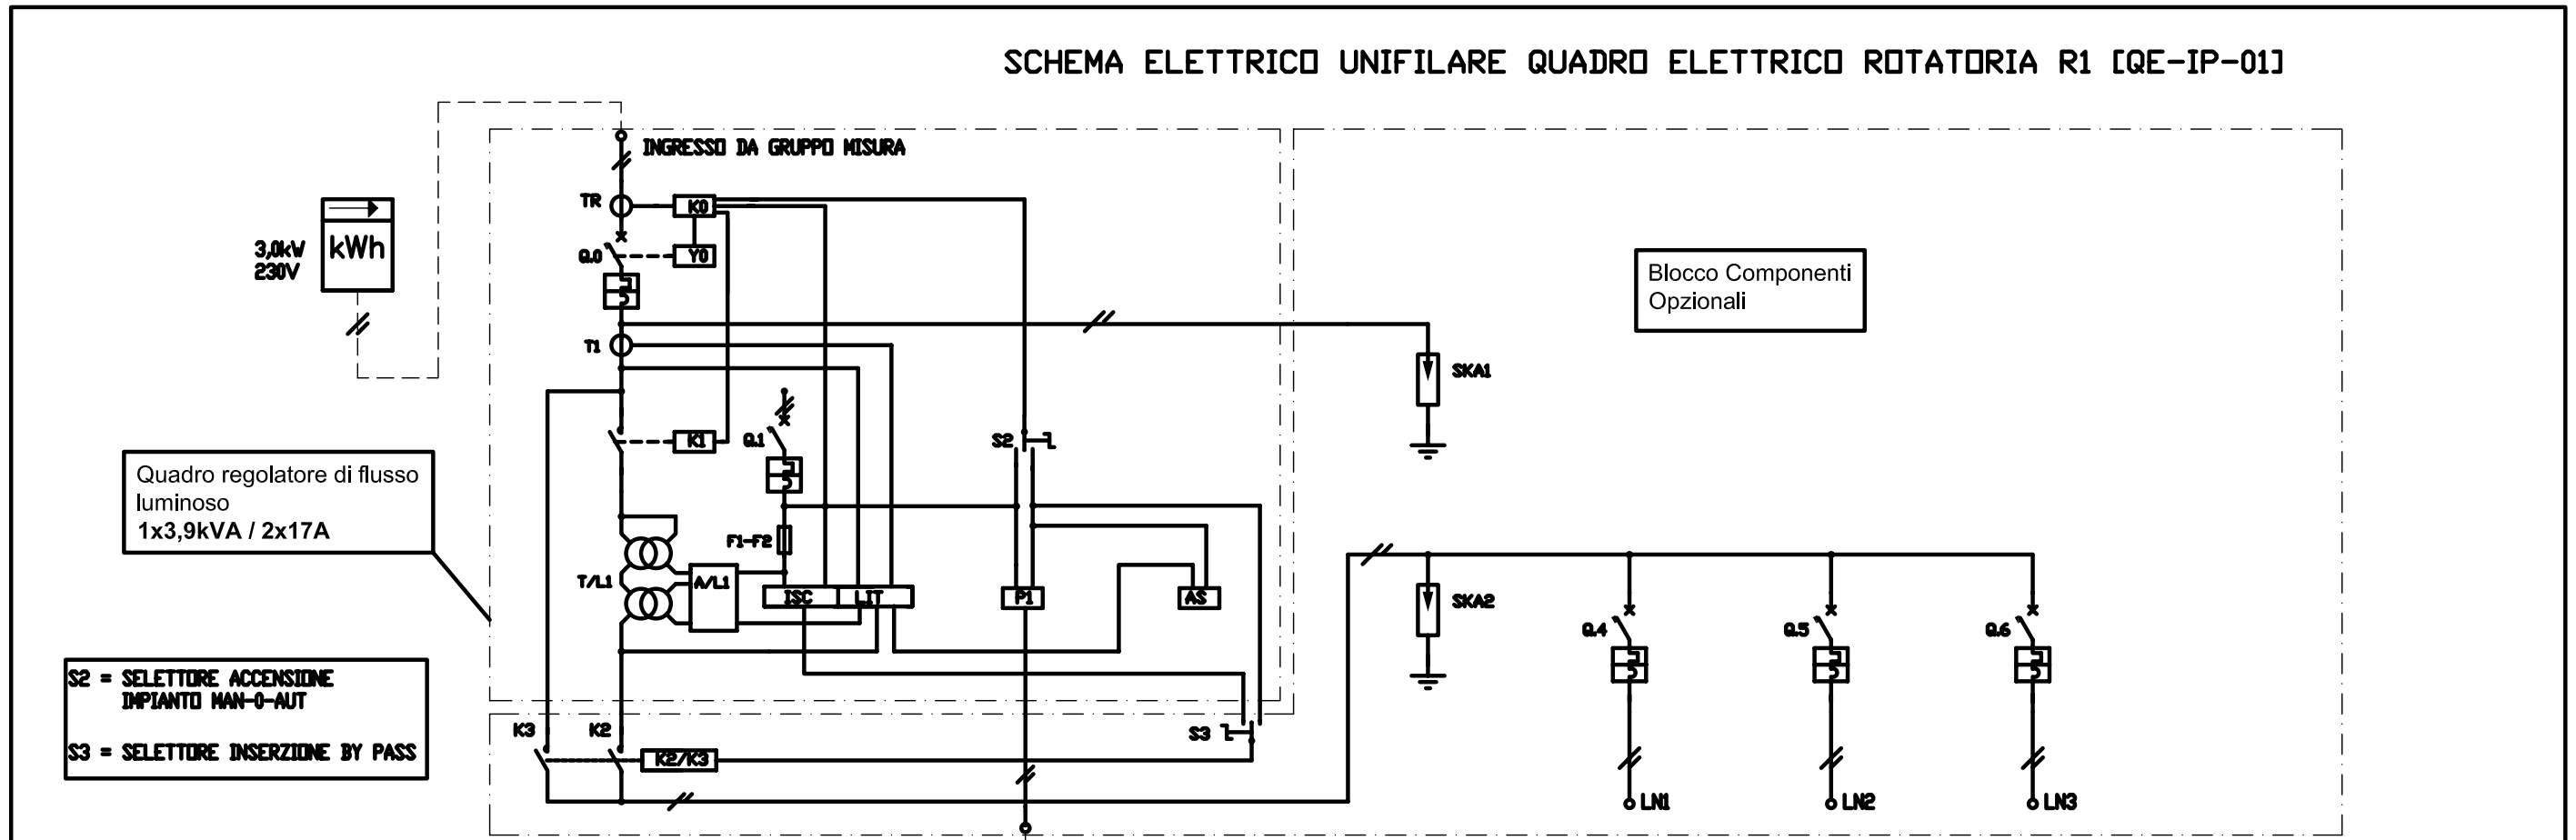 SCHEMA ELETTRICO UNIFILARE QUADRO ELETTRICO ROTATORIA R1 [QE-IP-01]
INGRESSO DA GRUPPO MISURA
TR
K0
3,0kW
230V
kWh
Q.0
Y0
Blocco Componenti
Opzionali
T1
SKA1
K1
Q.1
S2
Quadro regolatore di flusso
luminoso
1x3,9kVA / 2x17A
F1-F2
T/L1
A/L1
ISC
LIT
P1
AS
SKA2
Q.4
Q.5
Q.6
S2 = SELETTORE ACCENSIONE
IMPIANTO MAN-0-AUT
S3 = SELETTORE INSERZIONE BY PASS
K3
K2
K2/K3
S3
LN1
LN2
LN3